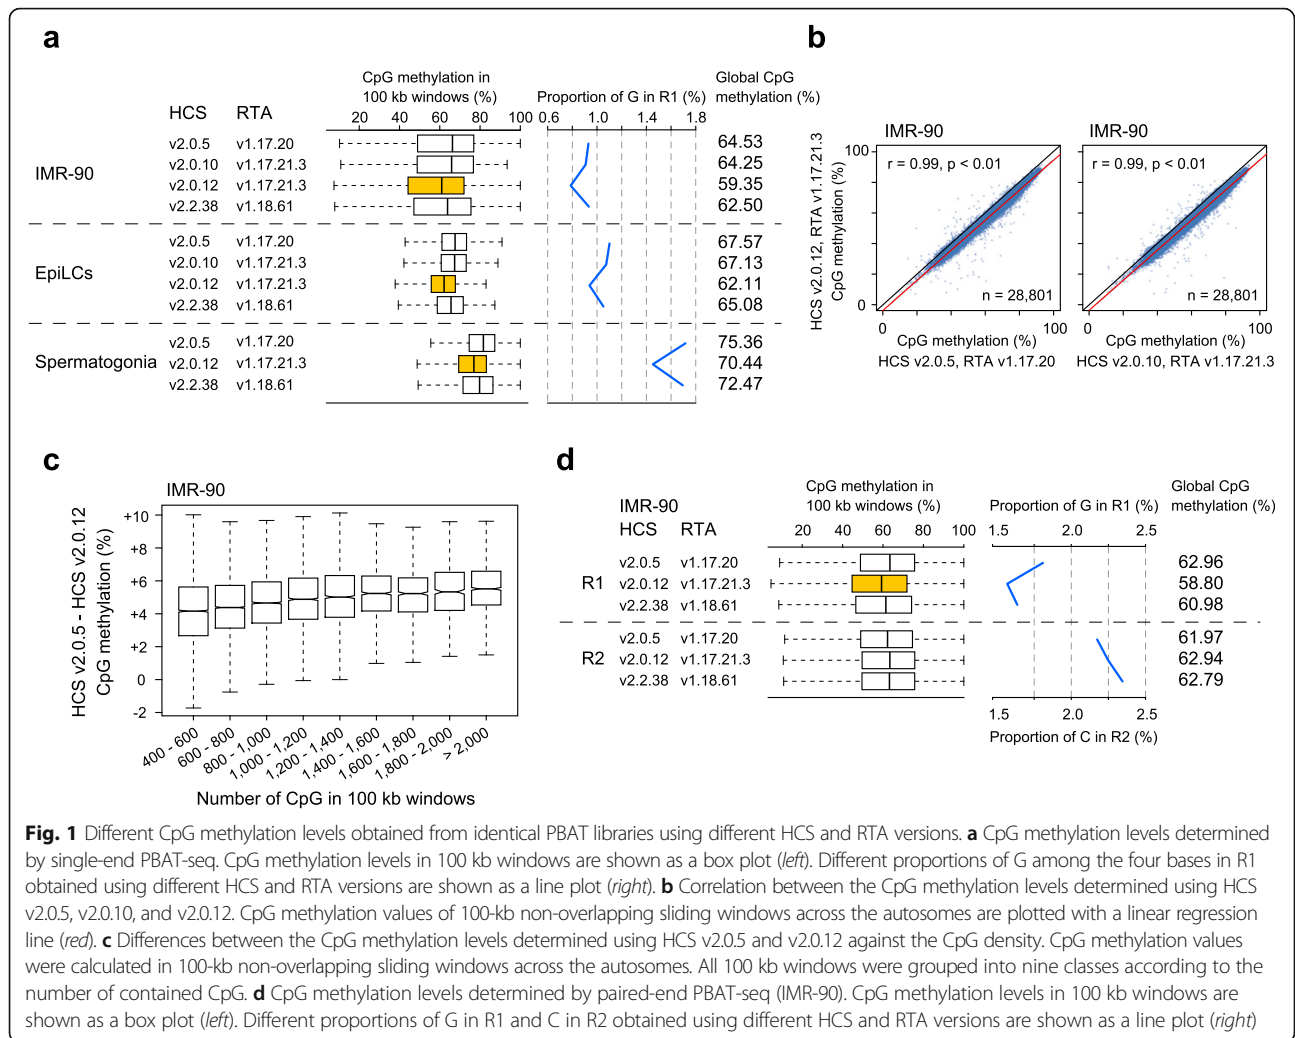 a
CpG methylation in
100 kb windows (%)
Proportion of G in R1 (%)
Global CpG
methylation (%)
HCS RTA
20 40 60 80 100 0.6 1.0 1.4 1.8
IMR-90
v2.0.5 v1.17.20 64.53
v2.0.10 v1.17.21.3 64.25
v2.0.12 v1.17.21.3 59.35
v2.2.38 v1.18.61 62.50
EpiLCs
v2.0.5 v1.17.20 67.57
v2.0.10 v1.17.21.3 67.13
v2.0.12 v1.17.21.3 62.11
v2.2.38 v1.18.61 65.08
Spermatogonia
v2.0.5 v1.17.20 75.36
v2.0.12 v1.17.21.3 70.44
v2.2.38 v1.18.61 72.47
b
IMR-90 IMR-90
HCS v2.0.12, RTA v1.17.21.3
CpG methylation (%)
100
0
r = 0.99, p < 0.01
n = 28,801
r = 0.99, p < 0.01
n = 28,801
0 100 0 100
CpG methylation (%) CpG methylation (%)
HCS v2.0.5, RTA v1.17.20 HCS v2.0.10, RTA v1.17.21.3
c
IMR-90
HCS v2.0.5 - HCS v2.0.12
CpG methylation (%)
+10
+8
+6
+4
+2
0
-2
400 - 600
600 - 800
800 - 1,000
1,000 - 1,200
1,200 - 1,400
1,400 - 1,600
1,600 - 1,800
1,800 - 2,000
> 2,000
Number of CpG in 100 kb windows
d
CpG methylation in
100 kb windows (%)
Proportion of G in R1 (%)
Global CpG
methylation (%)
IMR-90
HCS RTA
20 40 60 80 100 1.5 2.0 2.5
R1
v2.0.5 v1.17.20 62.96
v2.0.12 v1.17.21.3 58.80
v2.2.38 v1.18.61 60.98
R2
v2.0.5 v1.17.20 61.97
v2.0.12 v1.17.21.3 62.94
v2.2.38 v1.18.61 62.79
1.5 2.0 2.5
Proportion of C in R2 (%)
Fig. 1 Different CpG methylation levels obtained from identical PBAT libraries using different HCS and RTA versions. a CpG methylation levels determined
by single-end PBAT-seq. CpG methylation levels in 100 kb windows are shown as a box plot (left). Different proportions of G among the four bases in R1
obtained using different HCS and RTA versions are shown as a line plot (right). b Correlation between the CpG methylation levels determined using HCS
v2.0.5, v2.0.10, and v2.0.12. CpG methylation values of 100-kb non-overlapping sliding windows across the autosomes are plotted with a linear regression
line (red). c Differences between the CpG methylation levels determined using HCS v2.0.5 and v2.0.12 against the CpG density. CpG methylation values
were calculated in 100-kb non-overlapping sliding windows across the autosomes. All 100 kb windows were grouped into nine classes according to the
number of contained CpG. d CpG methylation levels determined by paired-end PBAT-seq (IMR-90). CpG methylation levels in 100 kb windows are
shown as a box plot (left). Different proportions of G in R1 and C in R2 obtained using different HCS and RTA versions are shown as a line plot (right)